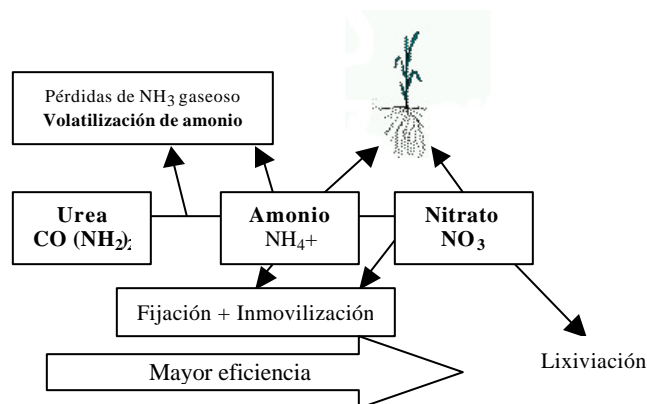 Pérdidas de NH3 gaseoso
Volatilización de amonio
Urea
CO (NH2)2
Amonio
NH4+
Nitrato
NO3
Fijación + Inmovilización
Mayor eficiencia
Lixiviación